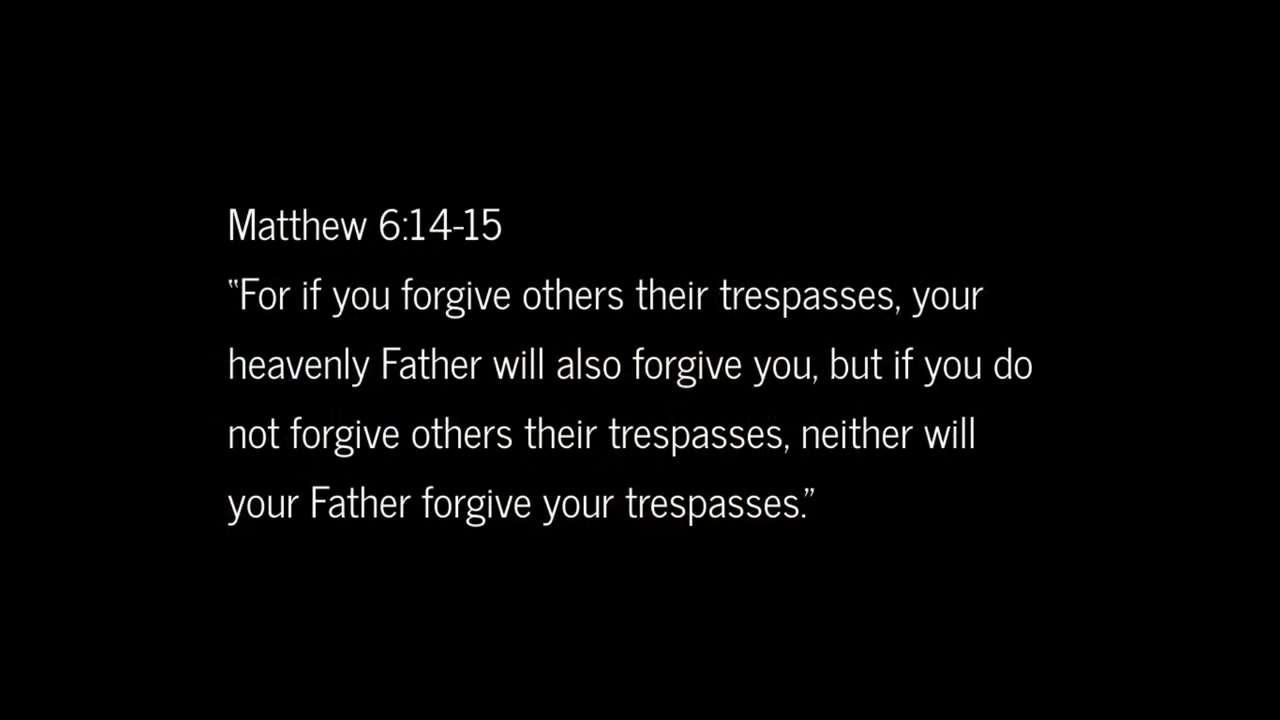 Matthew 6:14-15
“For if you forgive others their trespasses, your
heavenly Father will also forgive you, but if you do
not forgive others their trespasses, neither will
your Father forgive your trespasses.”